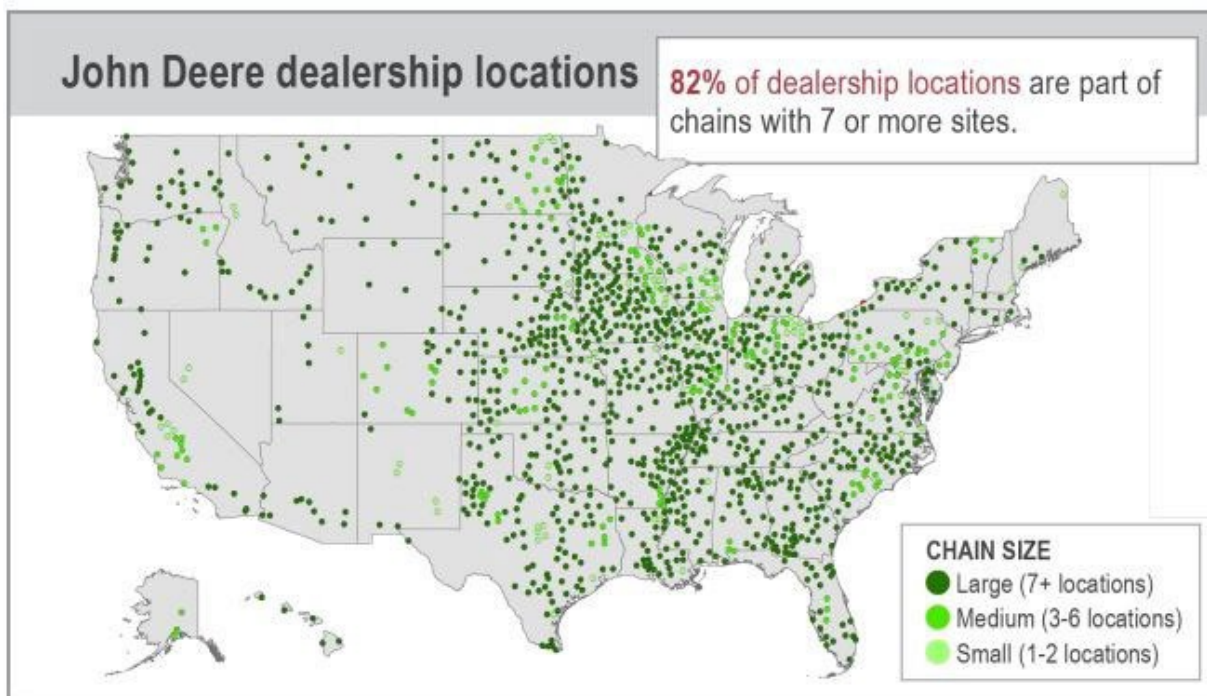 John Deere dealership locations
82% of dealership locations are part of
chains with 7 or more sites.
CHAIN SIZE
Large (7+ locations)
Medium (3-6 locations)
Small (1-2 locations)